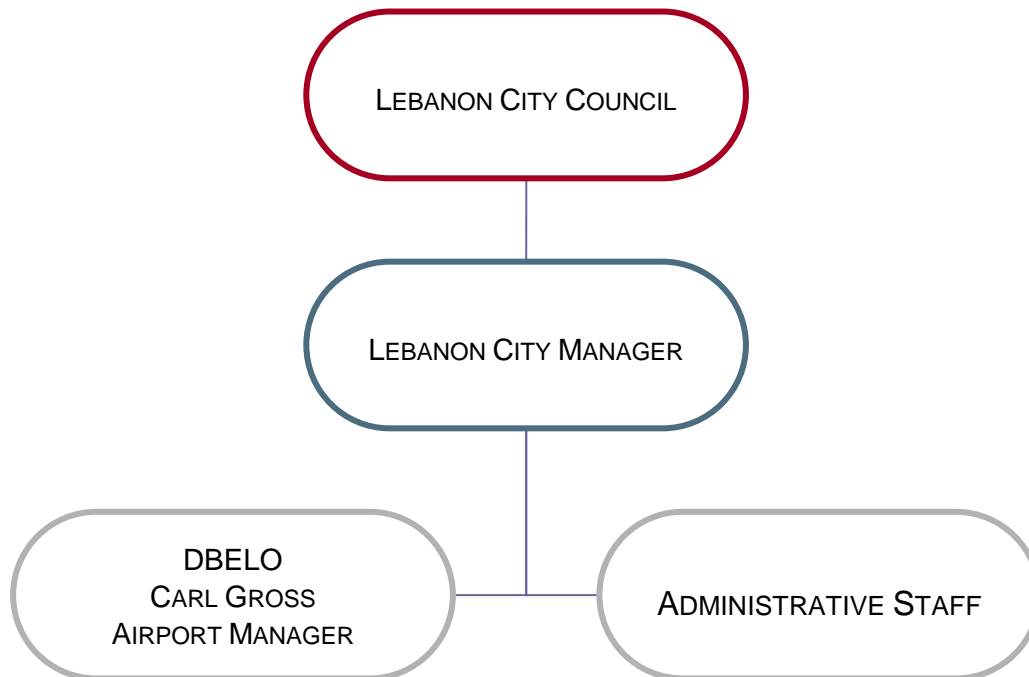 LEBANON CITY COUNCIL
LEBANON CITY MANAGER
DBELO
CARL GROSS
AIRPORT MANAGER
ADMINISTRATIVE STAFF